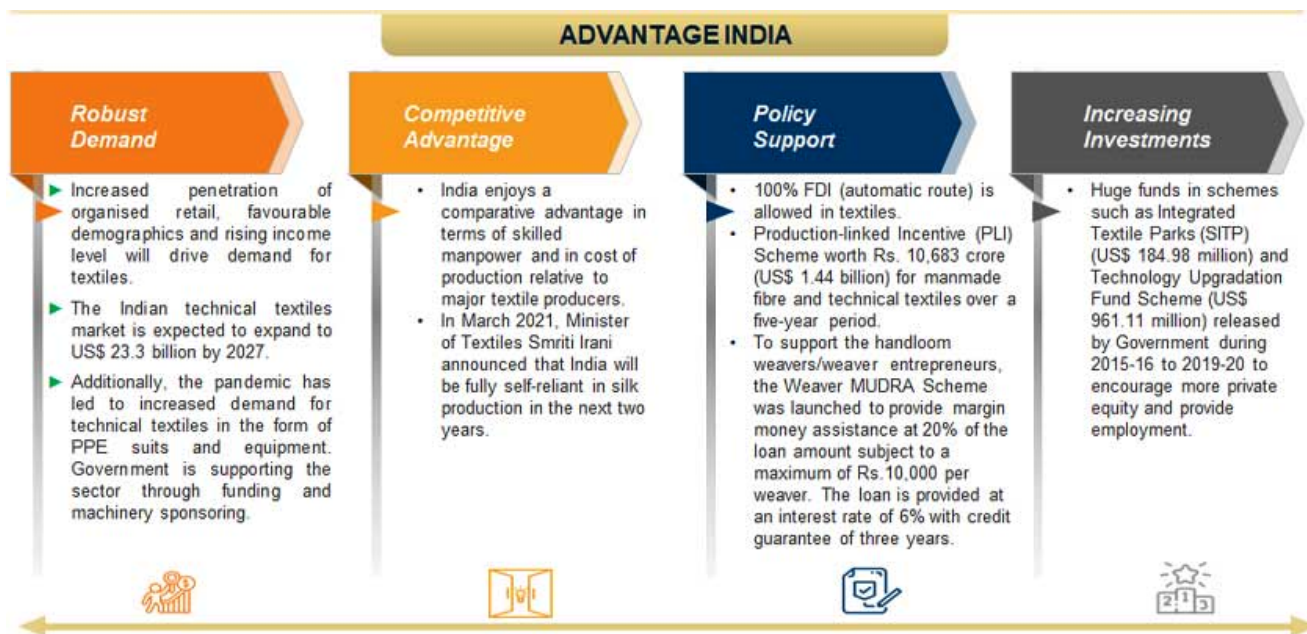 ADVANTAGE INDIA
Robust
Demand
Increased penetration of
organised retail, favourable
demographics and rising income
level will drive demand for
textiles.
The Indian technical textiles
market is expected to expand to
US$ 23.3 billion by 2027.
Additionally, the pandemic has
led to increased demand for
technical textiles in the form of
PPE suits and equipment.
Government is supporting the
sector through funding and
machinery sponsoring.
Competitive
Advantage
• India enjoys a
comparative advantage in
terms of skilled
manpower and in cost of
production relative to
major textile producers.
• In March 2021, Minister
of Textiles Smriti Irani
announced that India will
be fully self-reliant in silk
production in the next two
years.
Policy
Support
• 100% FDI (automatic route) is
allowed in textiles.
• Production-linked Incentive (PLI)
Scheme worth Rs. 10,683 crore
(US$ 1.44 billion) for manmade
fibre and technical textiles over a
five-year period.
• To support the handloom
weavers/weaver entrepreneurs,
the Weaver MUDRA Scheme
was launched to provide margin
money assistance at 20% of the
loan amount subject to a
maximum of Rs.10,000 per
weaver. The loan is provided at
an interest rate of 6% with credit
guarantee of three years.
Increasing
Investments
• Huge funds in schemes
such as Integrated
Textile Parks (SITP)
(US$ 184.98 million) and
Technology Upgradation
Fund Scheme (US$
961.11 million) released
by Government during
2015-16 to 2019-20 to
encourage more private
equity and provide
employment.
$
2 1 3